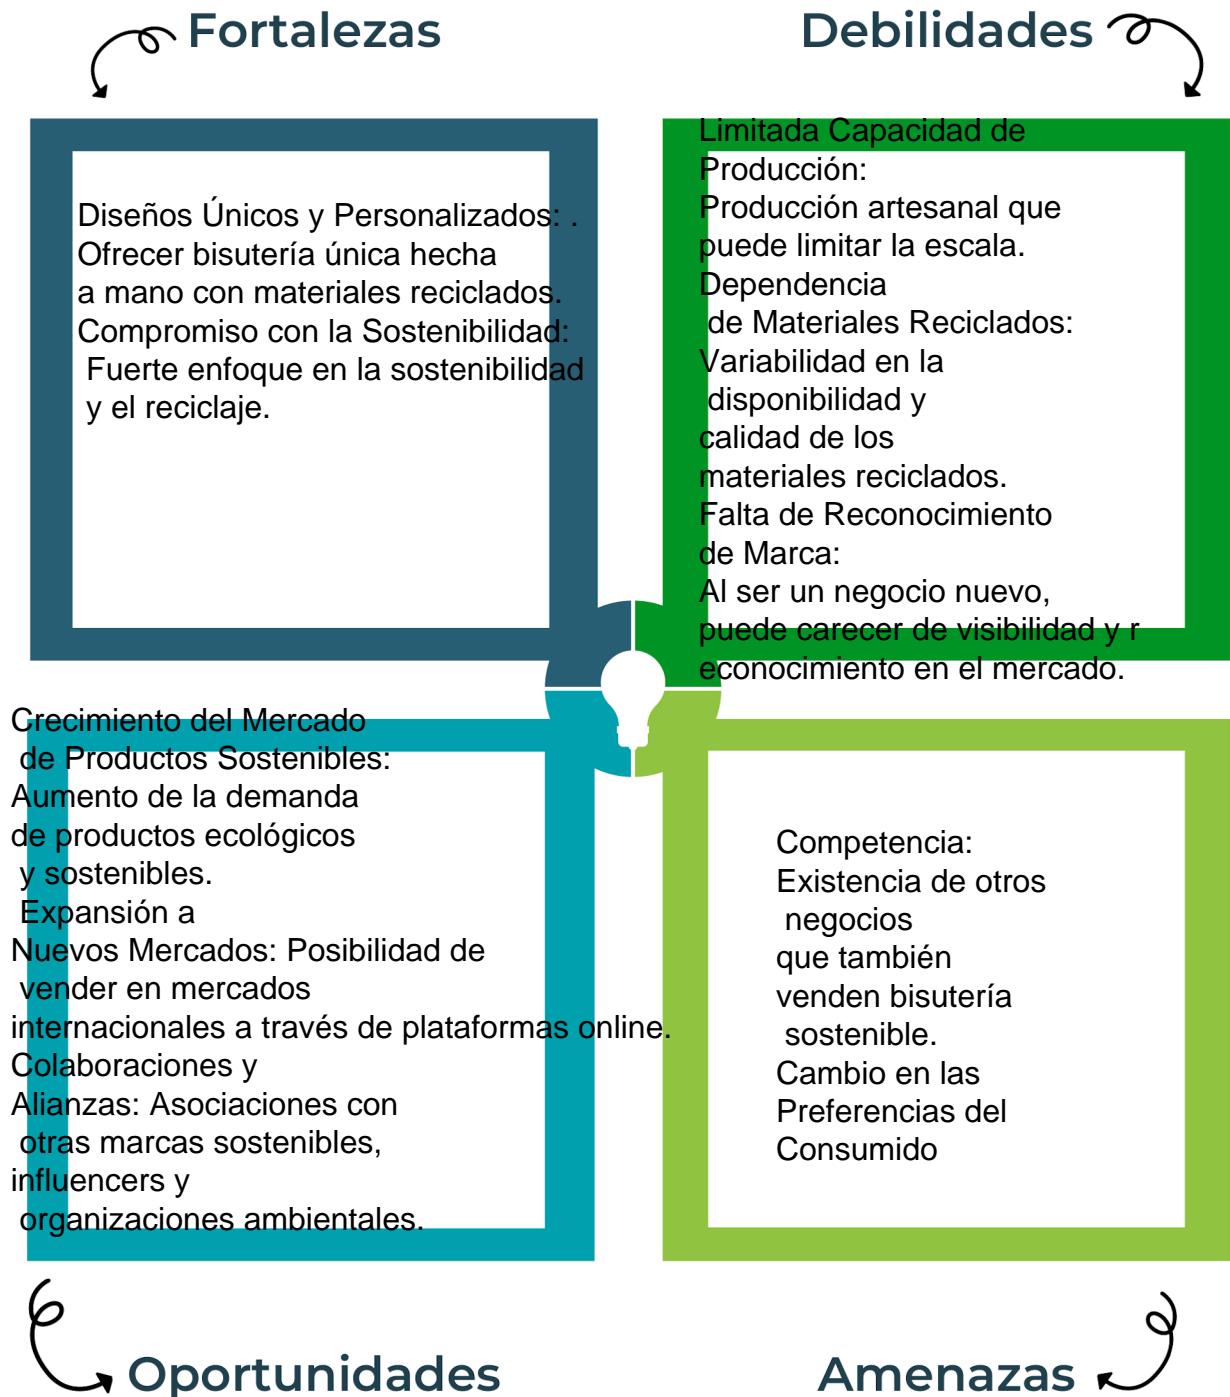 Fortalezas
Diseños Únicos y Personalizados: .
Ofrecer bisutería única hecha
a mano con materiales reciclados.
Compromiso con la Sostenibilidad:
Fuerte enfoque en la sostenibilidad
y el reciclaje.
Debilidades
Limitada Capacidad de
Producción:
Producción artesanal que
puede limitar la escala.
Dependencia
de Materiales Reciclados:
Variabilidad en la
disponibilidad y
calidad de los
materiales reciclados.
Falta de Reconocimiento
de Marca:
Al ser un negocio nuevo,
puede carecer de visibilidad y r
econocimiento en el mercado.
Crecimiento del Mercado
de Productos Sostenibles:
Aumento de la demanda
de productos ecológicos
y sostenibles.
Expansión a
Nuevos Mercados: Posibilidad de
vender en mercados
internacionales a través de plataformas online.
Colaboraciones y
Alianzas: Asociaciones con
otras marcas sostenibles,
influencers y
organizaciones ambientales.
Oportunidades
Competencia:
Existencia de otros
negocios
que también
venden bisutería
sostenible.
Cambio en las
Preferencias del
Consumido
Amenazas